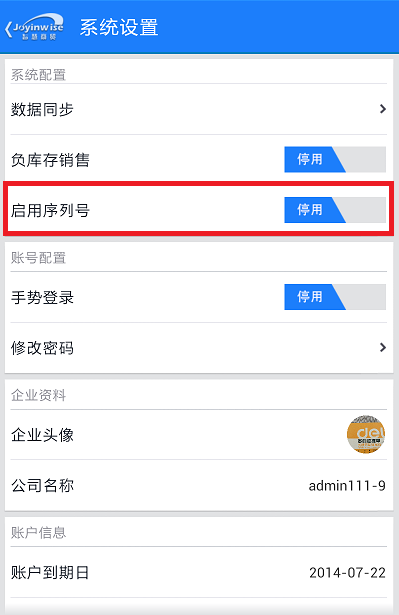 Joyinwise
智慧商贸
系统设置
系统配置
数据同步
负库存销售 停用
启用序列号 停用
账号配置
手势登录 停用
修改密码
企业资料
企业头像
公司名称 admin111-9
账户信息
账户到期日 2014-07-22